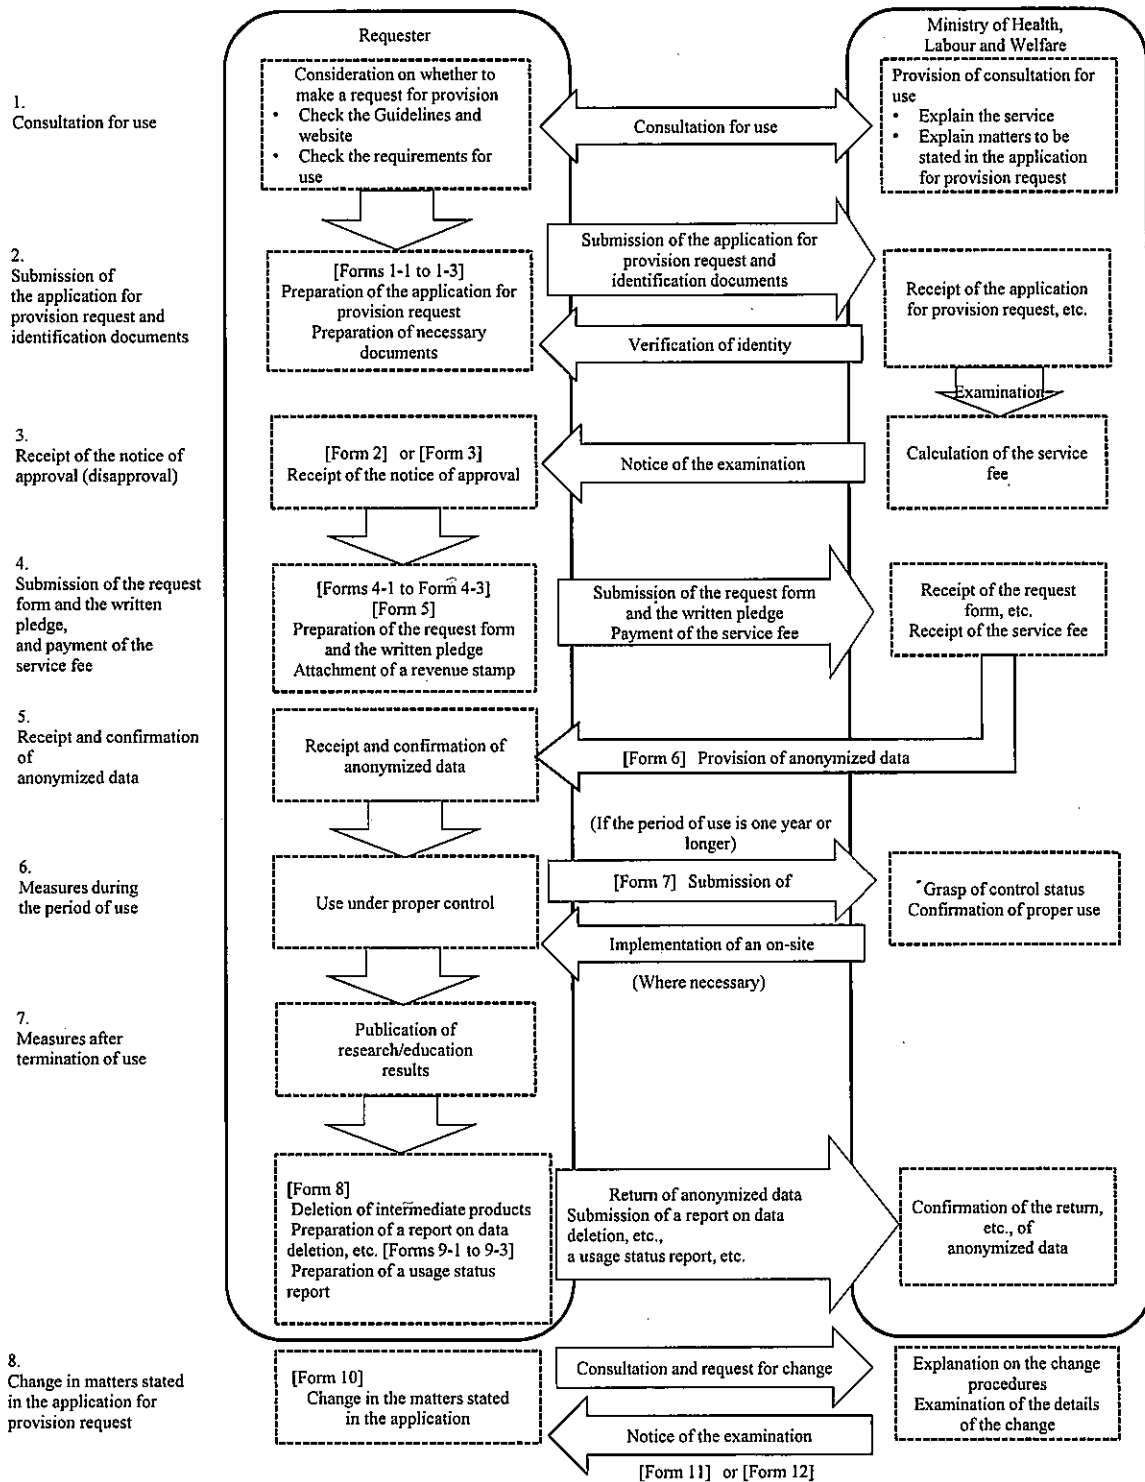 Requester
Ministry of Health,
Labour and Welfare
1.
Consultation for use
Consideration on whether to
make a request for provision
• Check the Guidelines and
website
• Check the requirements for
use
Consultation for use
Provision of consultation for
use
• Explain the service
• Explain matters to be
stated in the application
for provision request
2.
Submission of
the application for
provision request and
identification documents
[Forms 1-1 to 1-3]
Preparation of the application for
provision request
Preparation of necessary
documents
Submission of the application for
provision request and
identification documents
Verification of identity
Receipt of the application
for provision request, etc.
Examination
3.
Receipt of the notice of
approval (disapproval)
[Form 2] or [Form 3]
Receipt of the notice of approval
Notice of the examination
Calculation of the service
fee
4.
Submission of the request
form and the written
pledge,
and payment of the
service fee
[Forms 4-1 to Form 4-3]
[Form 5]
Preparation of the request form
and the written pledge
Attachment of a revenue stamp
Submission of the request form
and the written pledge
Payment of the service fee
Receipt of the request
form, etc.
Receipt of the service fee
5.
Receipt and confirmation
of
anonymized data
Receipt and confirmation of
anonymized data
[Form 6] Provision of anonymized data
6.
Measures during
the period of use
Use under proper control
(If the period of use is one year or
longer)
[Form 7] Submission of
Implementation of an on-site
(Where necessary)
Grasp of control status
Confirmation of proper use
7.
Measures after
termination of use
Publication of
research/education
results
[Form 8]
Deletion of intermediate products
Preparation of a report on data
deletion, etc. [Forms 9-1 to 9-3]
Preparation of a usage status
report
Return of anonymized data
Submission of a report on data
deletion, etc.,
a usage status report, etc.
Confirmation of the return,
etc., of
anonymized data
8.
Change in matters stated
in the application for
provision request
[Form 10]
Change in the matters stated
in the application
Consultation and request for change
Notice of the examination
[Form 11] or [Form 12]
Explanation on the change
procedures
Examination of the details
of the change